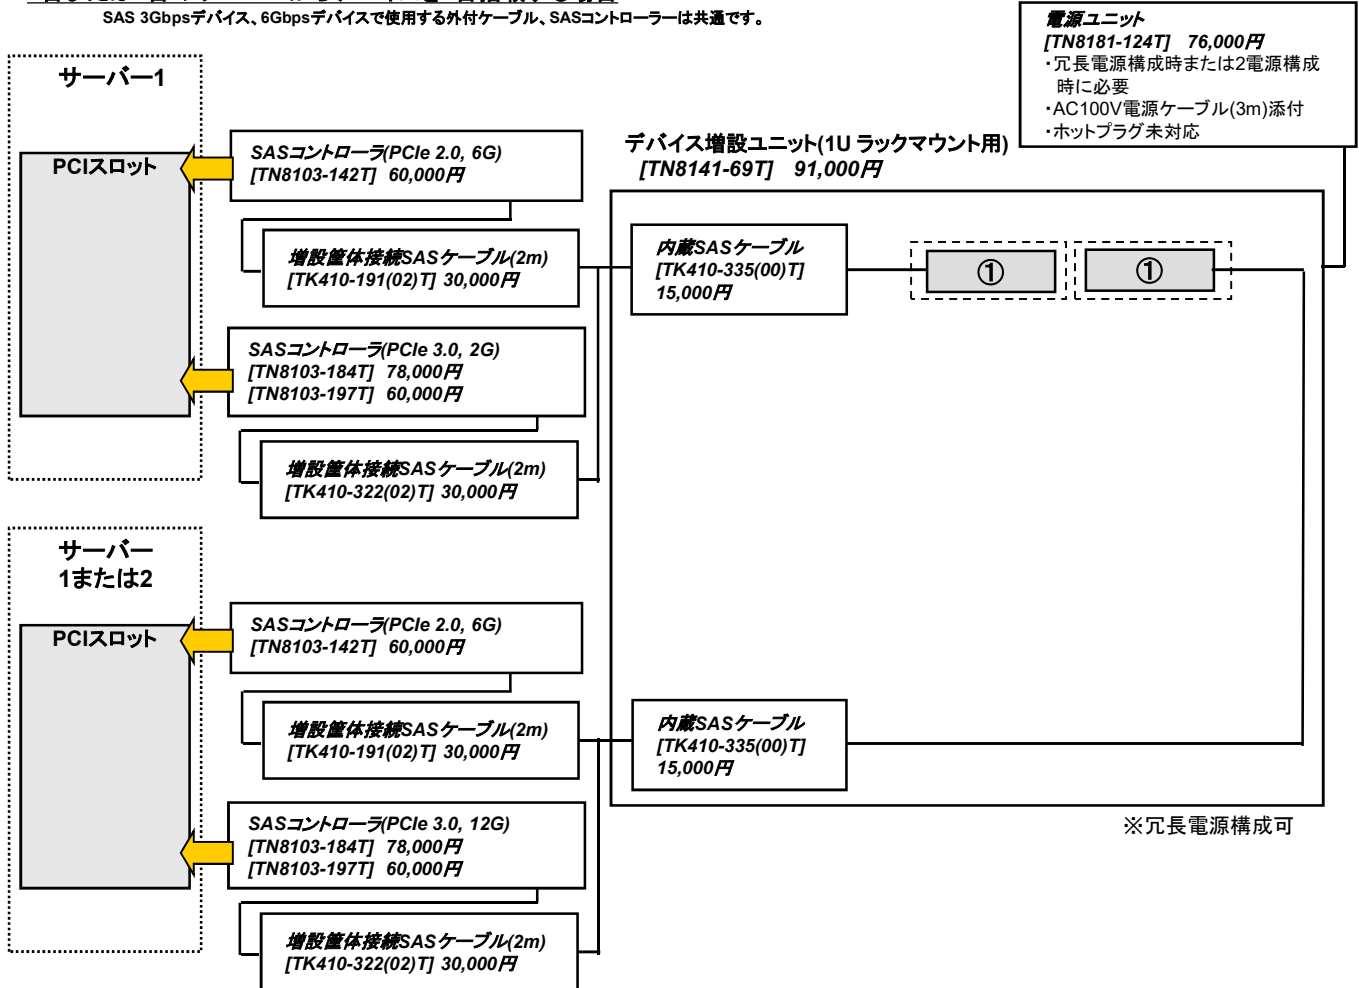 SAS 3Gbpsデバイス、6Gbpsデバイスで使用する外付ケーブル、SASコントローラーは共通です。
電源ユニット
[TN8181-124T] 76,000円
・冗長電源構成時または2電源構成
時に必要
・AC100V電源ケーブル(3m)添付
・ホットプラグ未対応
サーバー1
PCIスロット
SASコントローラ(PCIe 2.0, 6G)
[TN8103-142T] 60,000円
増設筐体接続SASケーブル(2m)
[TK410-191(02)T] 30,000円
SASコントローラ(PCIe 3.0, 2G)
[TN8103-184T] 78,000円
[TN8103-197T] 60,000円
増設筐体接続SASケーブル(2m)
[TK410-322(02)T] 30,000円
デバイス増設ユニット(1U ラックマウント用)
[TN8141-69T] 91,000円
内蔵SASケーブル
[TK410-335(00)T]
15,000円
①
①
サーバー
1または2
PCIスロット
SASコントローラ(PCIe 2.0, 6G)
[TN8103-142T] 60,000円
増設筐体接続SASケーブル(2m)
[TK410-191(02)T] 30,000円
SASコントローラ(PCIe 3.0, 12G)
[TN8103-184T] 78,000円
[TN8103-197T] 60,000円
増設筐体接続SASケーブル(2m)
[TK410-322(02)T] 30,000円
内蔵SASケーブル
[TK410-335(00)T]
15,000円
※冗長電源構成可